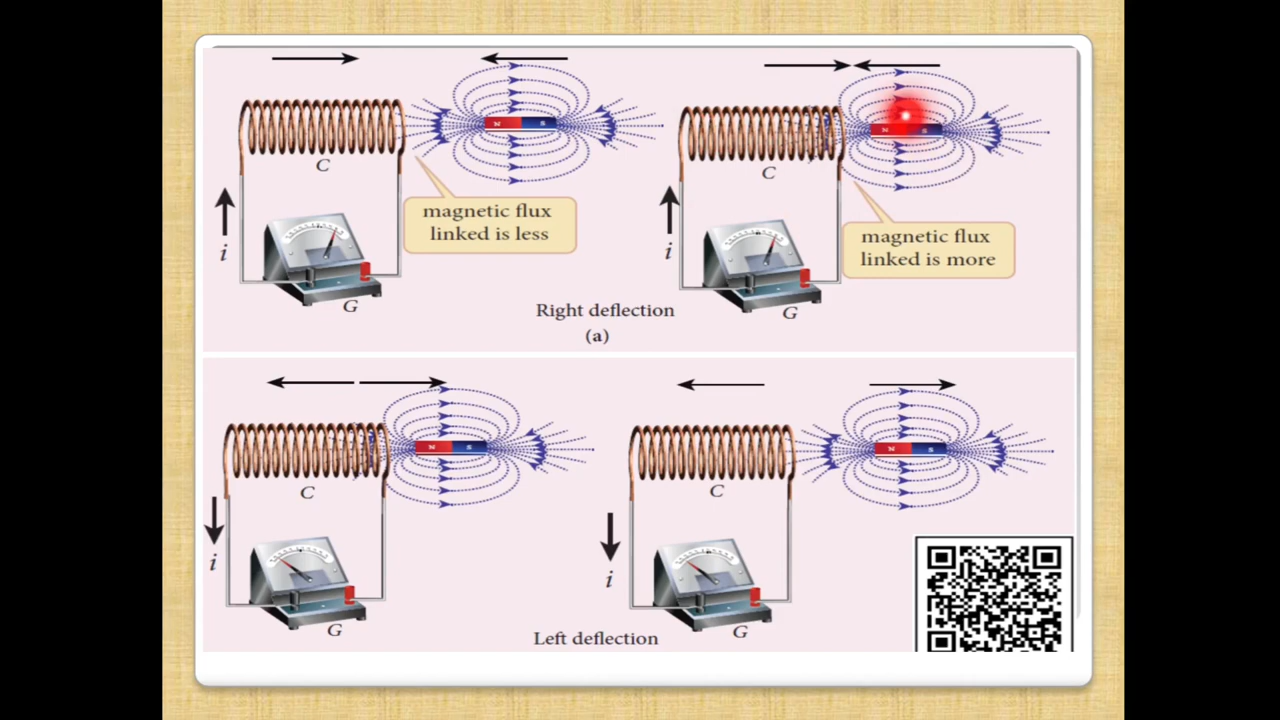 N S
N S
C
C
i
magnetic flux
linked is less
i
magnetic flux
linked is more
G
G
Right deflection
(a)
N S
N S
C
C
i
i
G
G
Left deflection